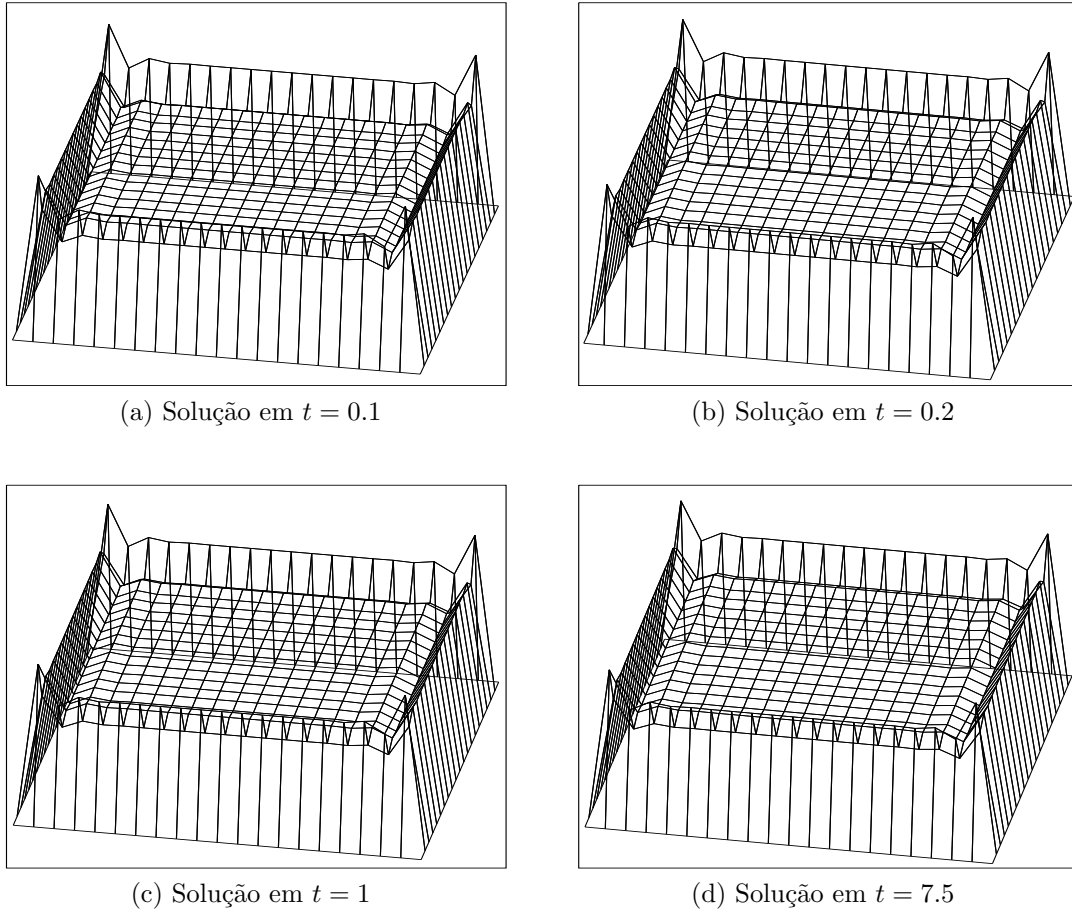 (a) Solução em t = 0.1
(b) Solução em t = 0.2
(c) Solução em t = 1
(d) Solução em t = 7.5